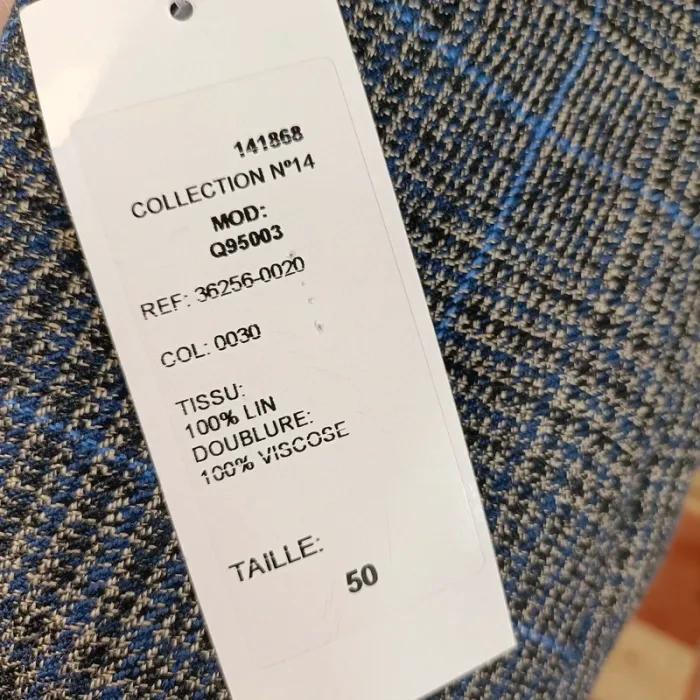 141868
COLLECTION Nº14
MOD:
Q95003
REF: 36256-0020
COL: 0030
TISSU:
100% LIN
DOUBLURE:
100% VISCOSE
TAILLE:
50